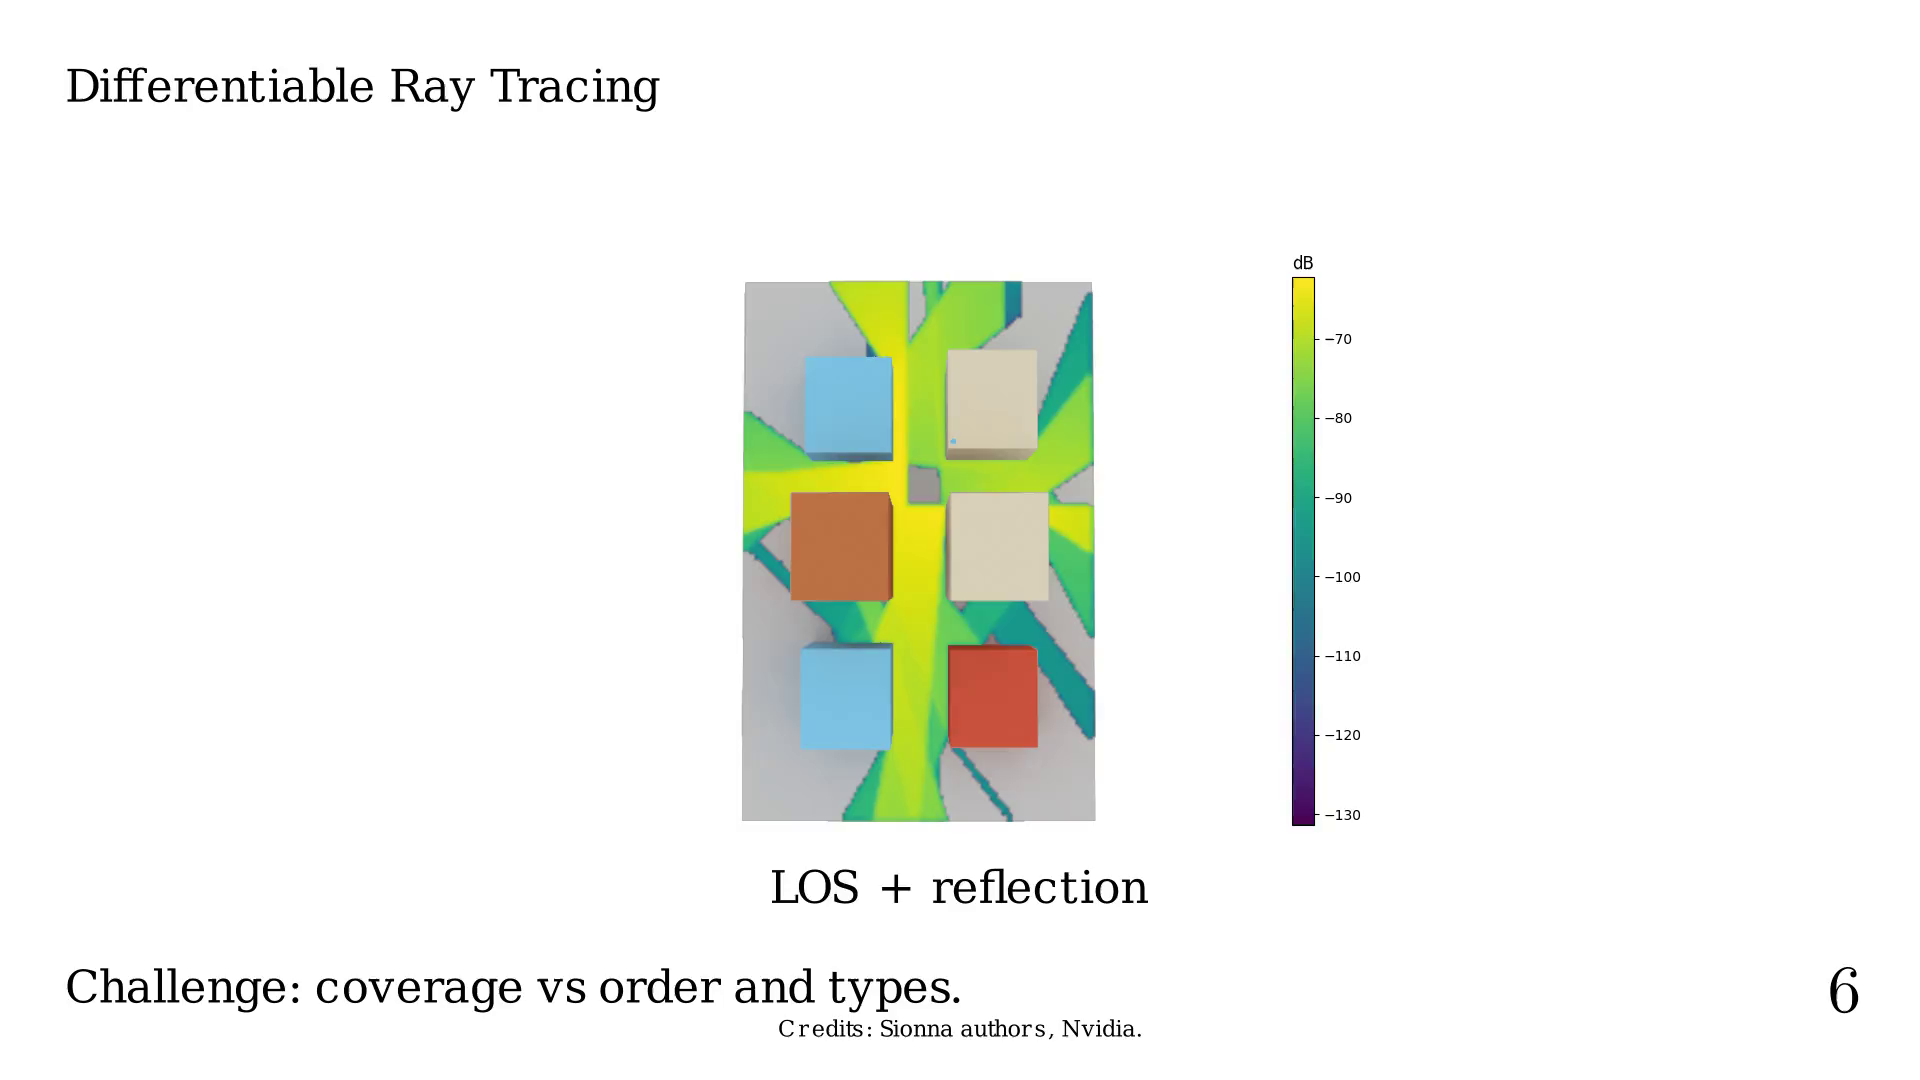 Differentiable Ray Tracing
dB
−70
−80
−90
−100
−110
−120
−130
LOS + reflection
Challenge: coverage vs order and types.
6
Credits: Sionna authors, Nvidia.